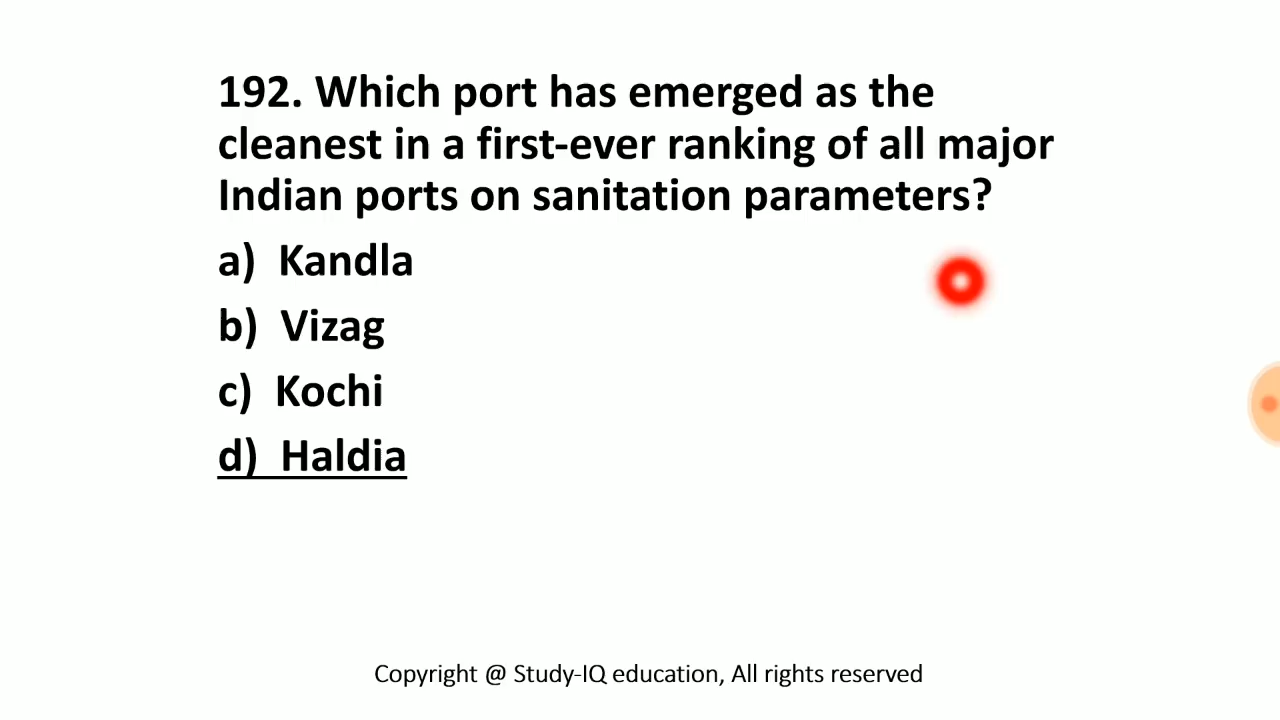 192. Which port has emerged as the
cleanest in a first-ever ranking of all major
Indian ports on sanitation parameters?
a) Kandla
b) Vizag
c) Kochi
d) Haldia
Copyright @ Study-IQ education, All rights reserved